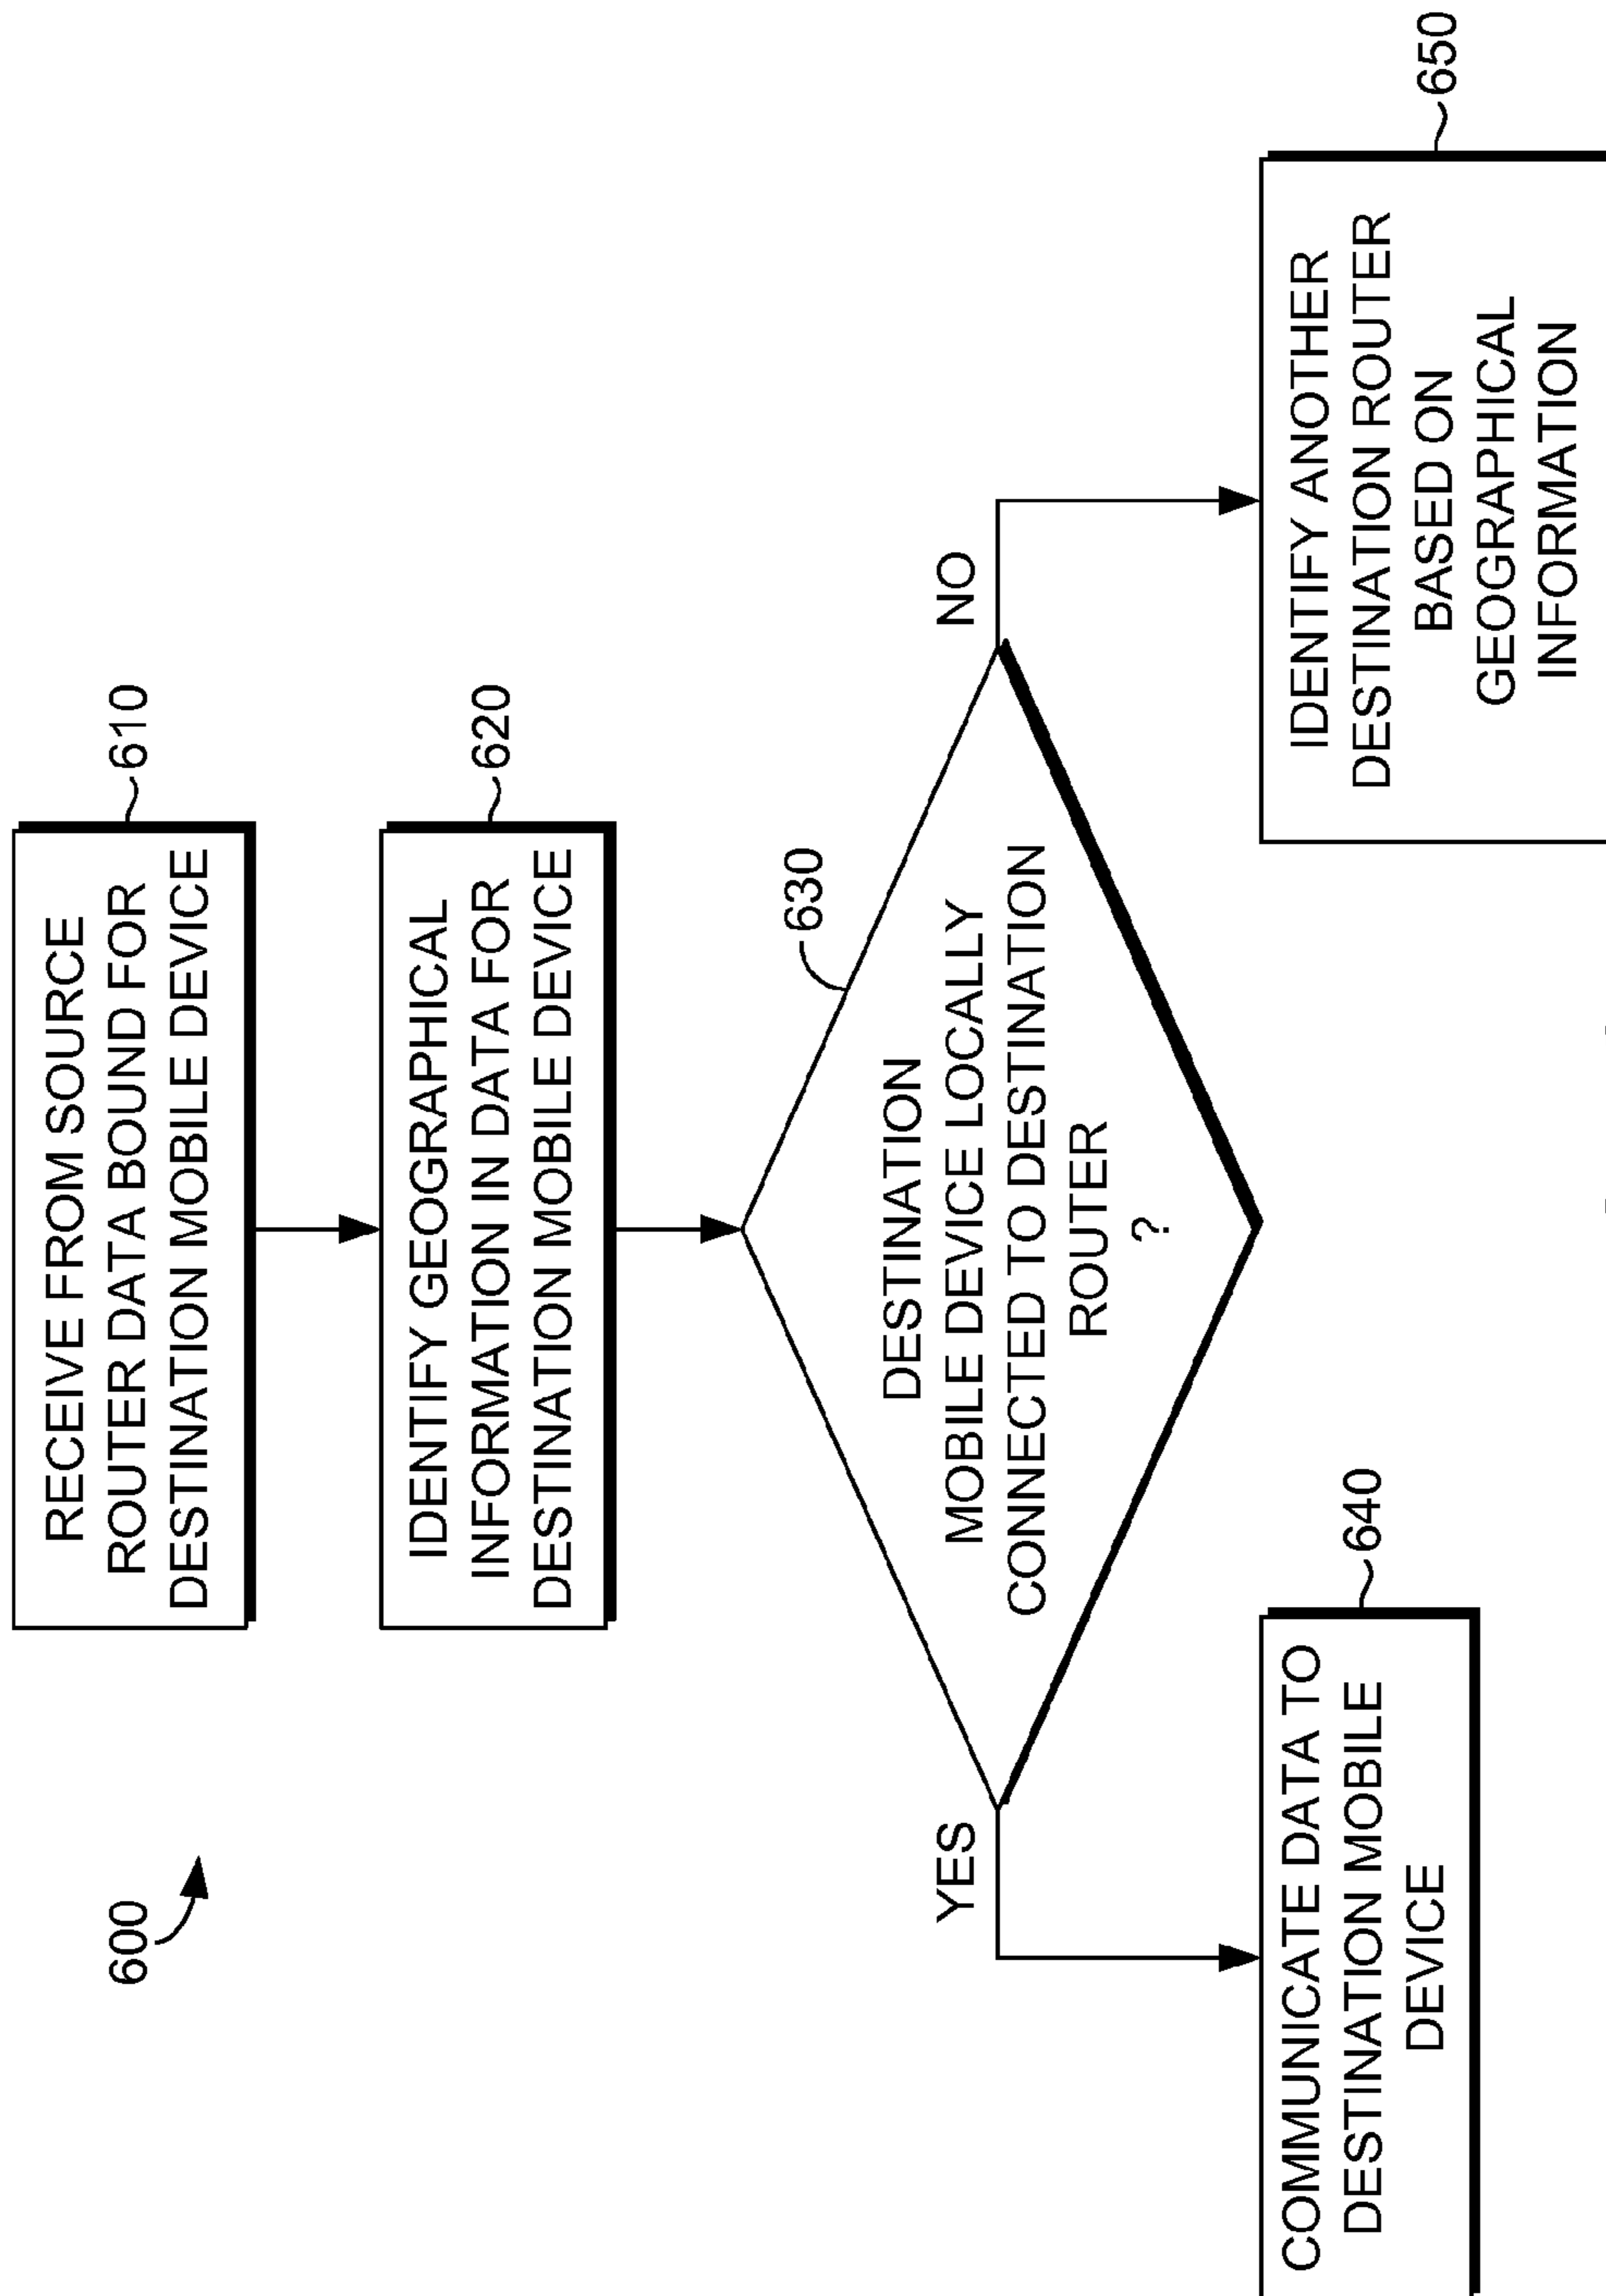 600
RECEIVE FROM SOURCE
ROUTER DATA BOUND FOR
DESTINATION MOBILE DEVICE
610
IDENTIFY GEOGRAPHICAL
INFORMATION IN DATA FOR
DESTINATION MOBILE DEVICE
620
630
DESTINATION
MOBILE DEVICE LOCALLY
CONNECTED TO DESTINATION
ROUTER
?
YES
NO
COMMUNICATE DATA TO
DESTINATION MOBILE
DEVICE
640
IDENTIFY ANOTHER
DESTINATION ROUTER
BASED ON
GEOGRAPHICAL
INFORMATION
650